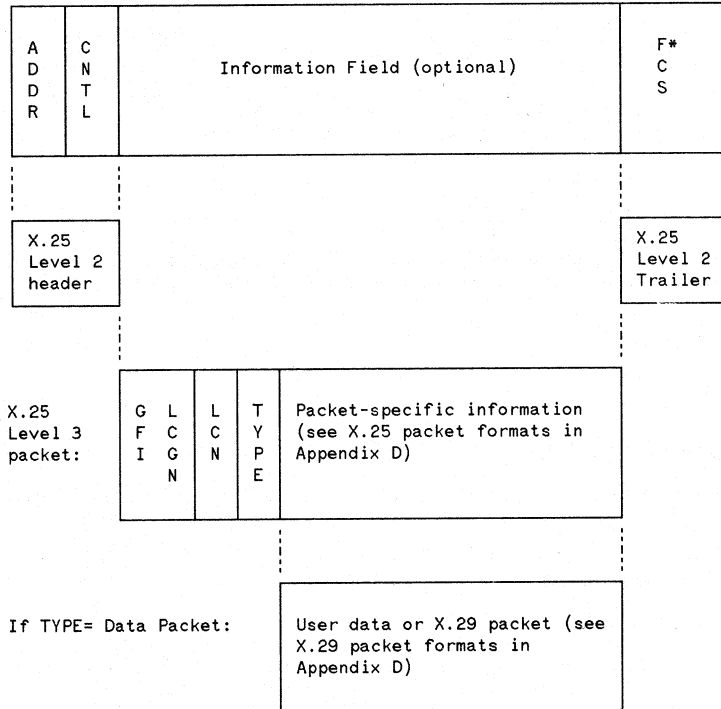 A C F*
D N Information Field (optional) C
D T S
R L
X.25 X.25
Level 2 Level 2
header Trailer
X.25 G L L T Packet-specific information
Level 3 F C C Y (see X.25 packet formats in
packet: I G N P Appendix D)
N E
If TYPE= Data Packet: User data or X.29 packet (see
X.29 packet formats in
Appendix D)